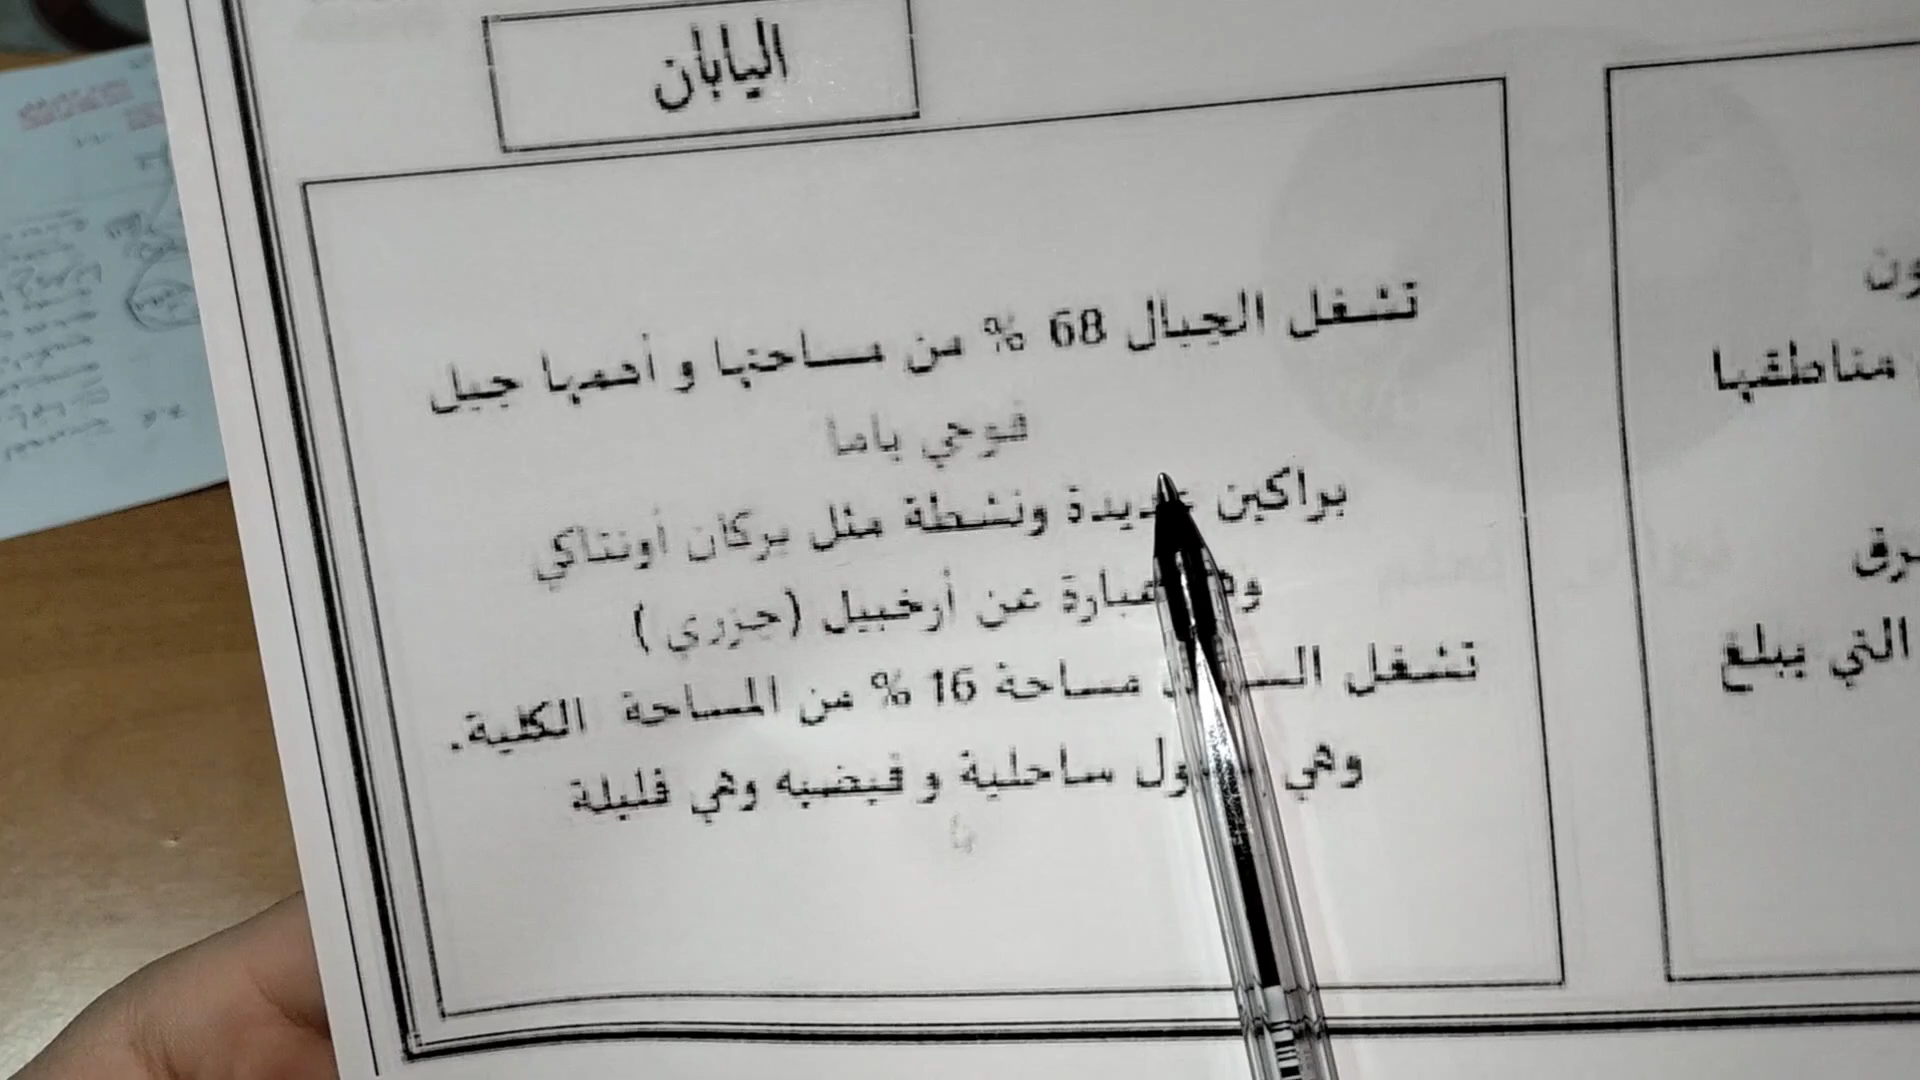 اليابان
تشغل الجبال 68 % من مساحتها و أهمها جبل
فوجي ياما
براكين عديدة ونشطة مثل بركان أونتاكي
وهي عبارة عن أرخبيل (جزري)
تشغل السهول مساحة 16 % من المساحة الكلية.
وهي سهول ساحلية و فيضيه وهي قليلة
مناطقها
التي يبلغ